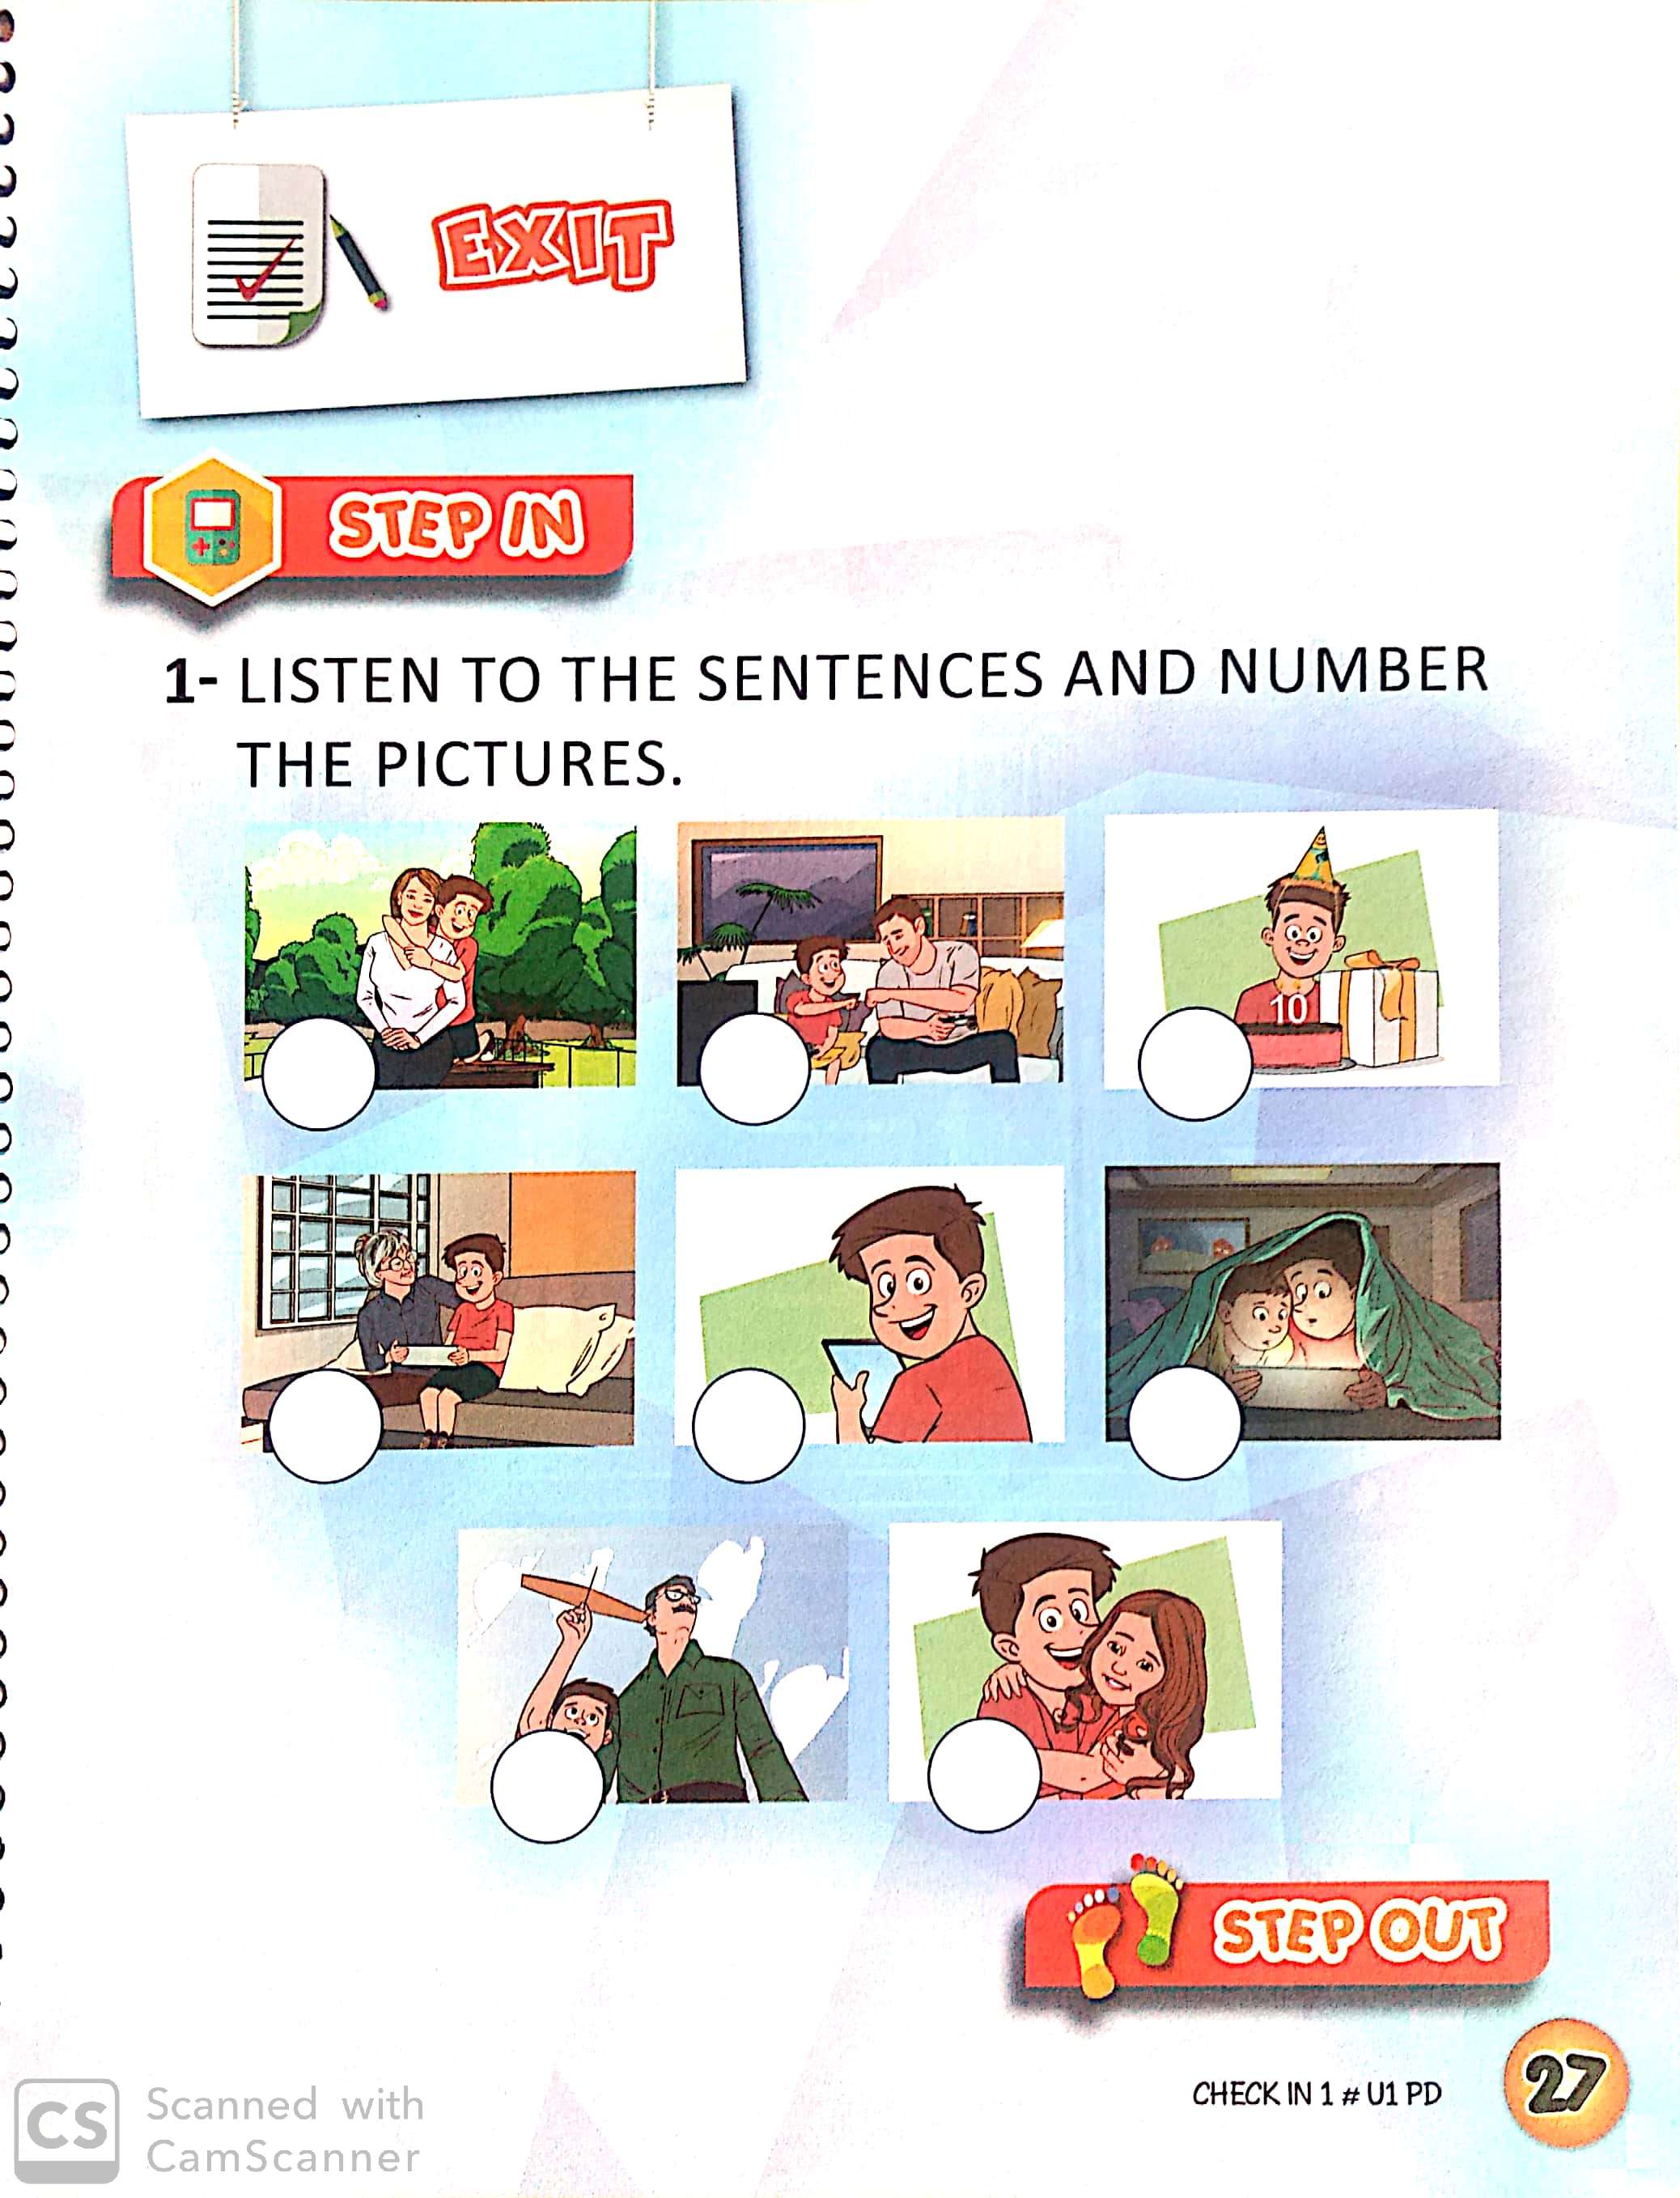 EXIT
STEP IN
1- LISTEN TO THE SENTENCES AND NUMBER
THE PICTURES.
10
STEP OUT
CHECK IN 1 # U1 PD
27
CS
Scanned with
CamScanner